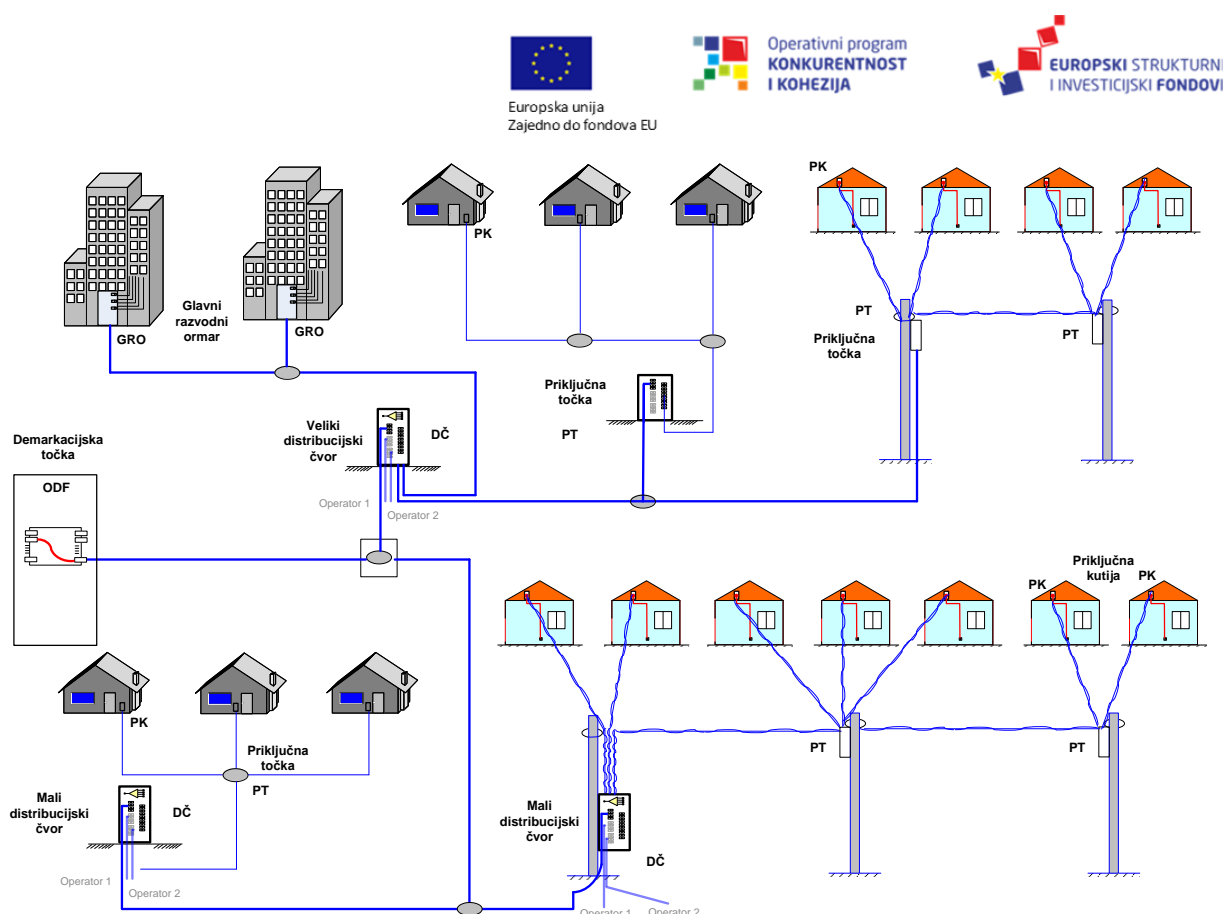 Operativni program
KONKURENTNOST
I KOHEZIJA
EUROPSKI STRUKTURNI
I INVESTICIJSKI FONDOVI
Europska unija
Zajedno do fondova EU
PK
PK
Glavni
razvodni
ormar
GRO
GRO
PT
Priključna
točka
PT
Priključna
točka
PT
Veliki
distribucijski
čvor
DČ
Demarkacijska
točka
ODF
Operator 1
Operator 2
Priključna
kutija
PK
PK
PK
Priključna
točka
PT
PT
PT
Mali
distribucijski
čvor
DČ
Mali
distribucijski
čvor
DČ
Operator 1
Operator 2
Operator 1
Operator 2